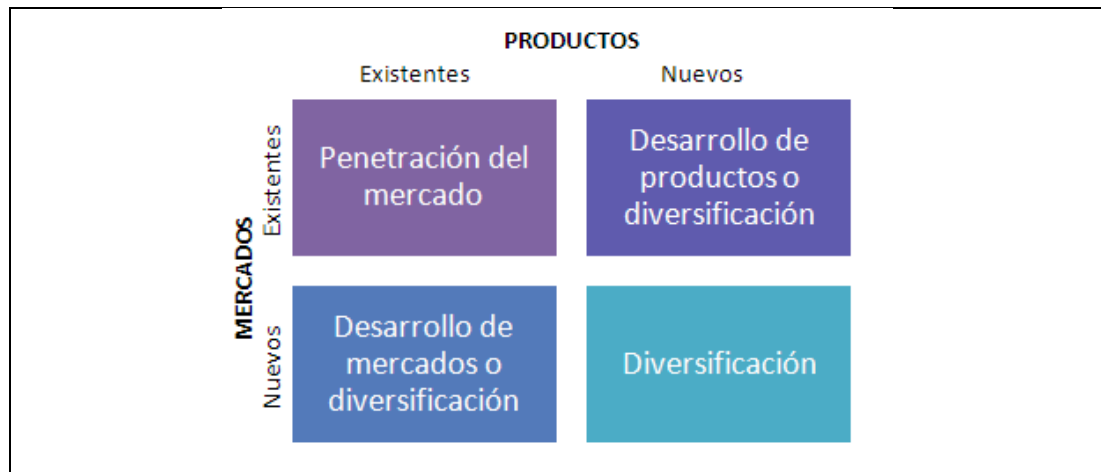 PRODUCTOS
Existentes
Nuevos
MERCADOS
Existentes
Penetración del
mercado
Desarrollo de
productos o
diversificación
Nuevos
Desarrollo de
mercados o
diversificación
Diversificación